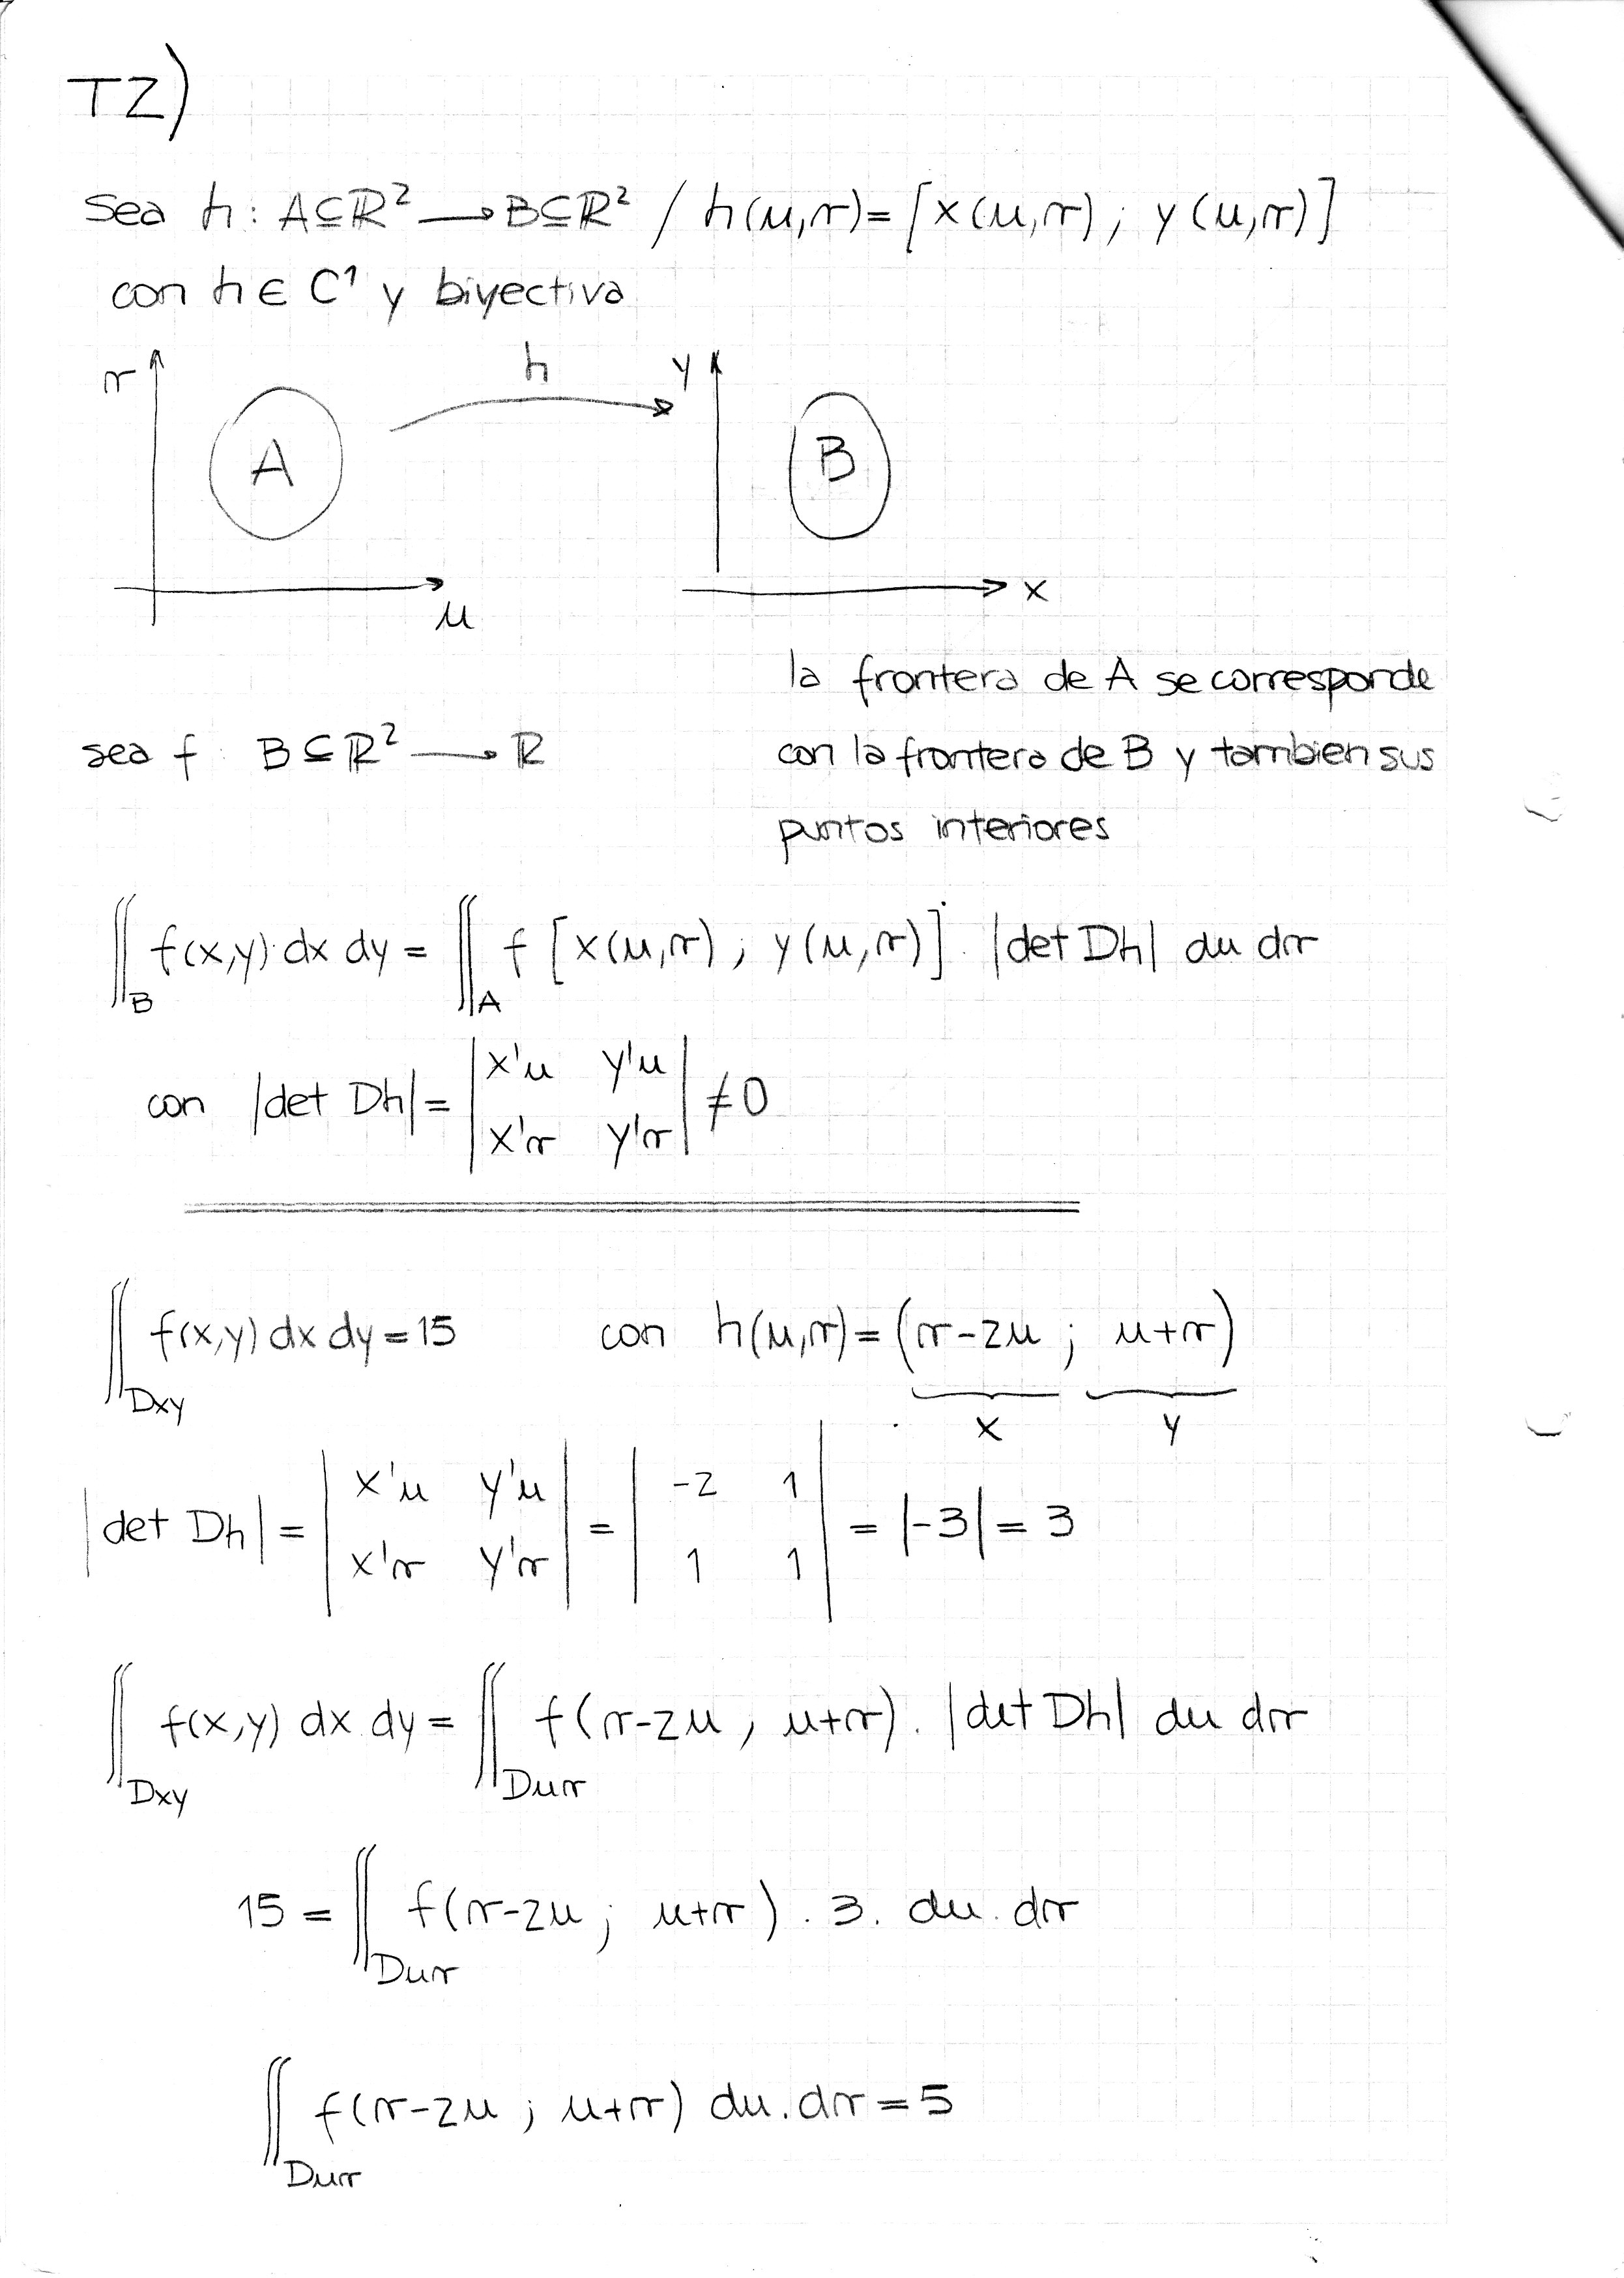 T2)
Sea h: A⊆ℝ² → B⊆ℝ² / h(u,v)= [x(u,v) ; y(u,v)]
con h ∈ C¹ y biyectiva
v h y
A B
u x
la frontera de A se corresponde
sea f: B⊆ℝ² → ℝ con la frontera de B y tambien sus
puntos interiores
∬_B f(x,y) dx dy = ∬_A f [x(u,v) ; y(u,v)] . |det Dh| du dv
con |det Dh| = | x'u y'u | ≠ 0
| x'v y'v |
∬_Dxy f(x,y) dx dy = 15 con h(u,v) = (v-2u ; u+v)
x y
|det Dh| = | x'u y'u | = | -2 1 | = |-3| = 3
| x'v y'v | | 1 1 |
∬_Dxy f(x,y) dx dy = ∬_Duv f(v-2u ; u+v) . |det Dh| du dv
15 = ∬_Duv f(v-2u ; u+v) . 3 . du . dv
∬_Duv f(v-2u ; u+v) du . dv = 5